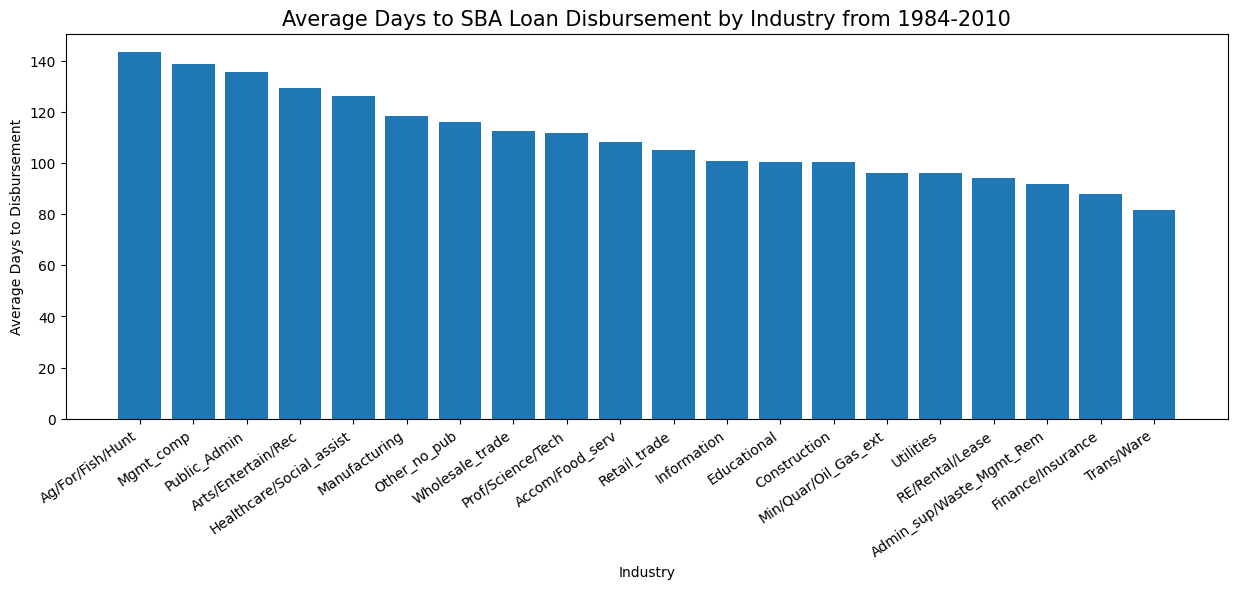 Average Days to SBA Loan Disbursement by Industry from 1984-2010
Average Days to Disbursement
140
120
100
80
60
40
20
0
Ag/For/Fish/Hunt
Mgmt_comp
Public_Admin
Arts/Entertain/Rec
Healthcare/Social_assist
Manufacturing
Other_no_pub
Wholesale_trade
Prof/Science/Tech
Accom/Food_serv
Retail_trade
Information
Educational
Construction
Min/Quar/Oil_Gas_ext
Utilities
RE/Rental/Lease
Admin_sup/Waste_Mgmt_Rem
Finance/Insurance
Trans/Ware
Industry